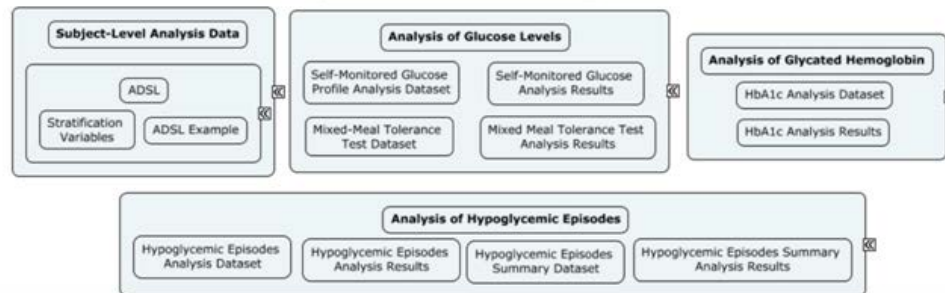 Subject-Level Analysis Data
ADSL
Stratification
Variables
ADSL Example
Analysis of Glucose Levels
Self-Monitored Glucose
Profile Analysis Dataset
Self-Monitored Glucose
Analysis Results
Mixed-Meal Tolerance
Test Dataset
Mixed Meal Tolerance Test
Analysis Results
Analysis of Glycated Hemoglobin
HbA1c Analysis Dataset
HbA1c Analysis Results
Analysis of Hypoglycemic Episodes
Hypoglycemic Episodes
Analysis Dataset
Hypoglycemic Episodes
Analysis Results
Hypoglycemic Episodes
Summary Dataset
Hypoglycemic Episodes Summary
Analysis Results